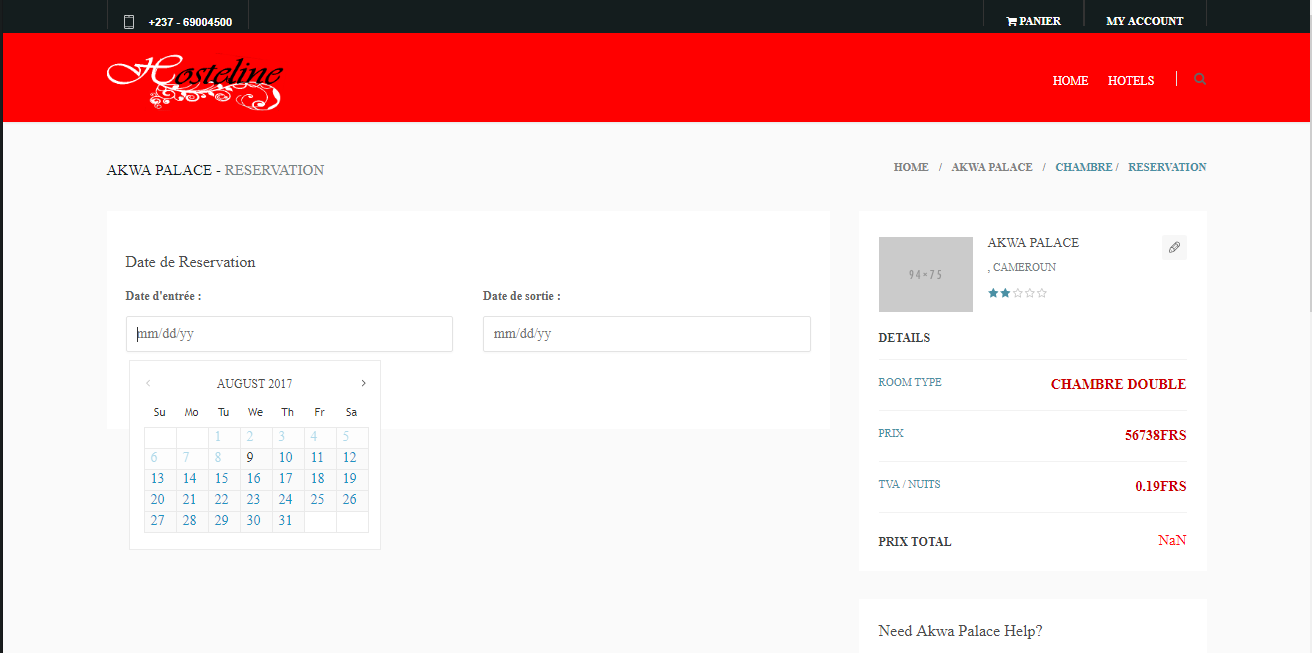 +237 - 69004500
PANIER
MY ACCOUNT
Hosteline
HOME
HOTELS
AKWA PALACE - RESERVATION
HOME / AKWA PALACE / CHAMBRE / RESERVATION
Date de Reservation
Date d'entrée :
Date de sortie :
mm/dd/yy
mm/dd/yy
AUGUST 2017
Su Mo Tu We Th Fr Sa
1 2 3 4 5
6 7 8 9 10 11 12
13 14 15 16 17 18 19
20 21 22 23 24 25 26
27 28 29 30 31
94×75
AKWA PALACE
, CAMEROUN
DETAILS
ROOM TYPE
CHAMBRE DOUBLE
PRIX
56738FRS
TVA / NUITS
0.19FRS
PRIX TOTAL
NaN
Need Akwa Palace Help?